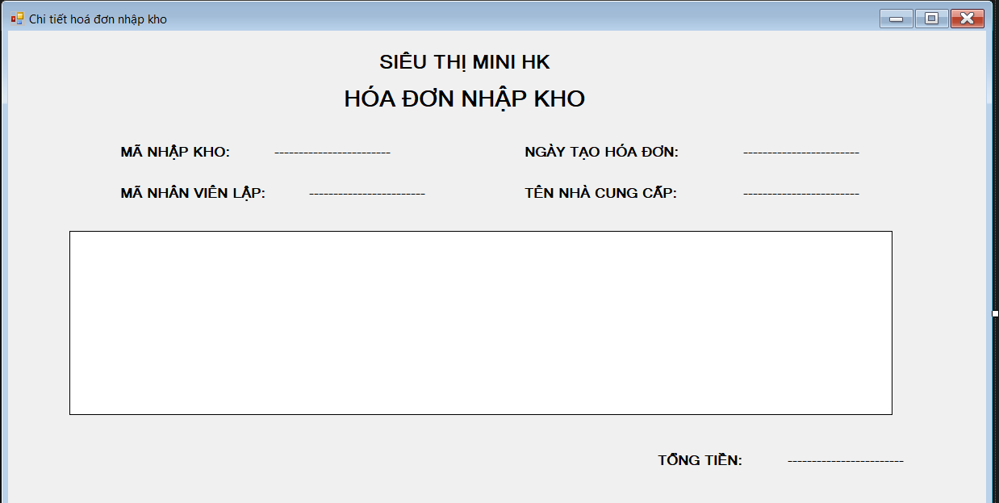 Chi tiết hoá đơn nhập kho
SIÊU THỊ MINI HK
HÓA ĐƠN NHẬP KHO
MÃ NHẬP KHO: ------------------------ NGÀY TẠO HÓA ĐƠN: ------------------------
MÃ NHÂN VIÊN LẬP: ------------------------ TÊN NHÀ CUNG CẤP: ------------------------
TỔNG TIỀN: ------------------------